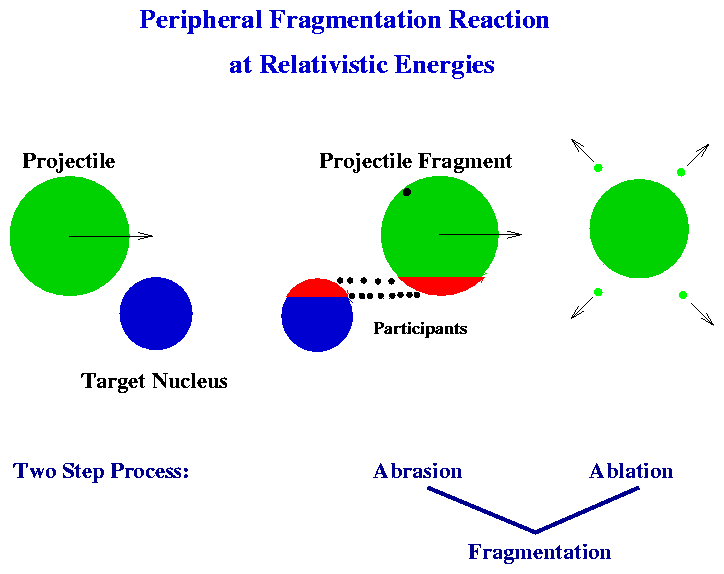 Peripheral Fragmentation Reaction
at Relativistic Energies
Projectile
Projectile Fragment
Participants
Target Nucleus
Two Step Process:
Abrasion
Ablation
Fragmentation